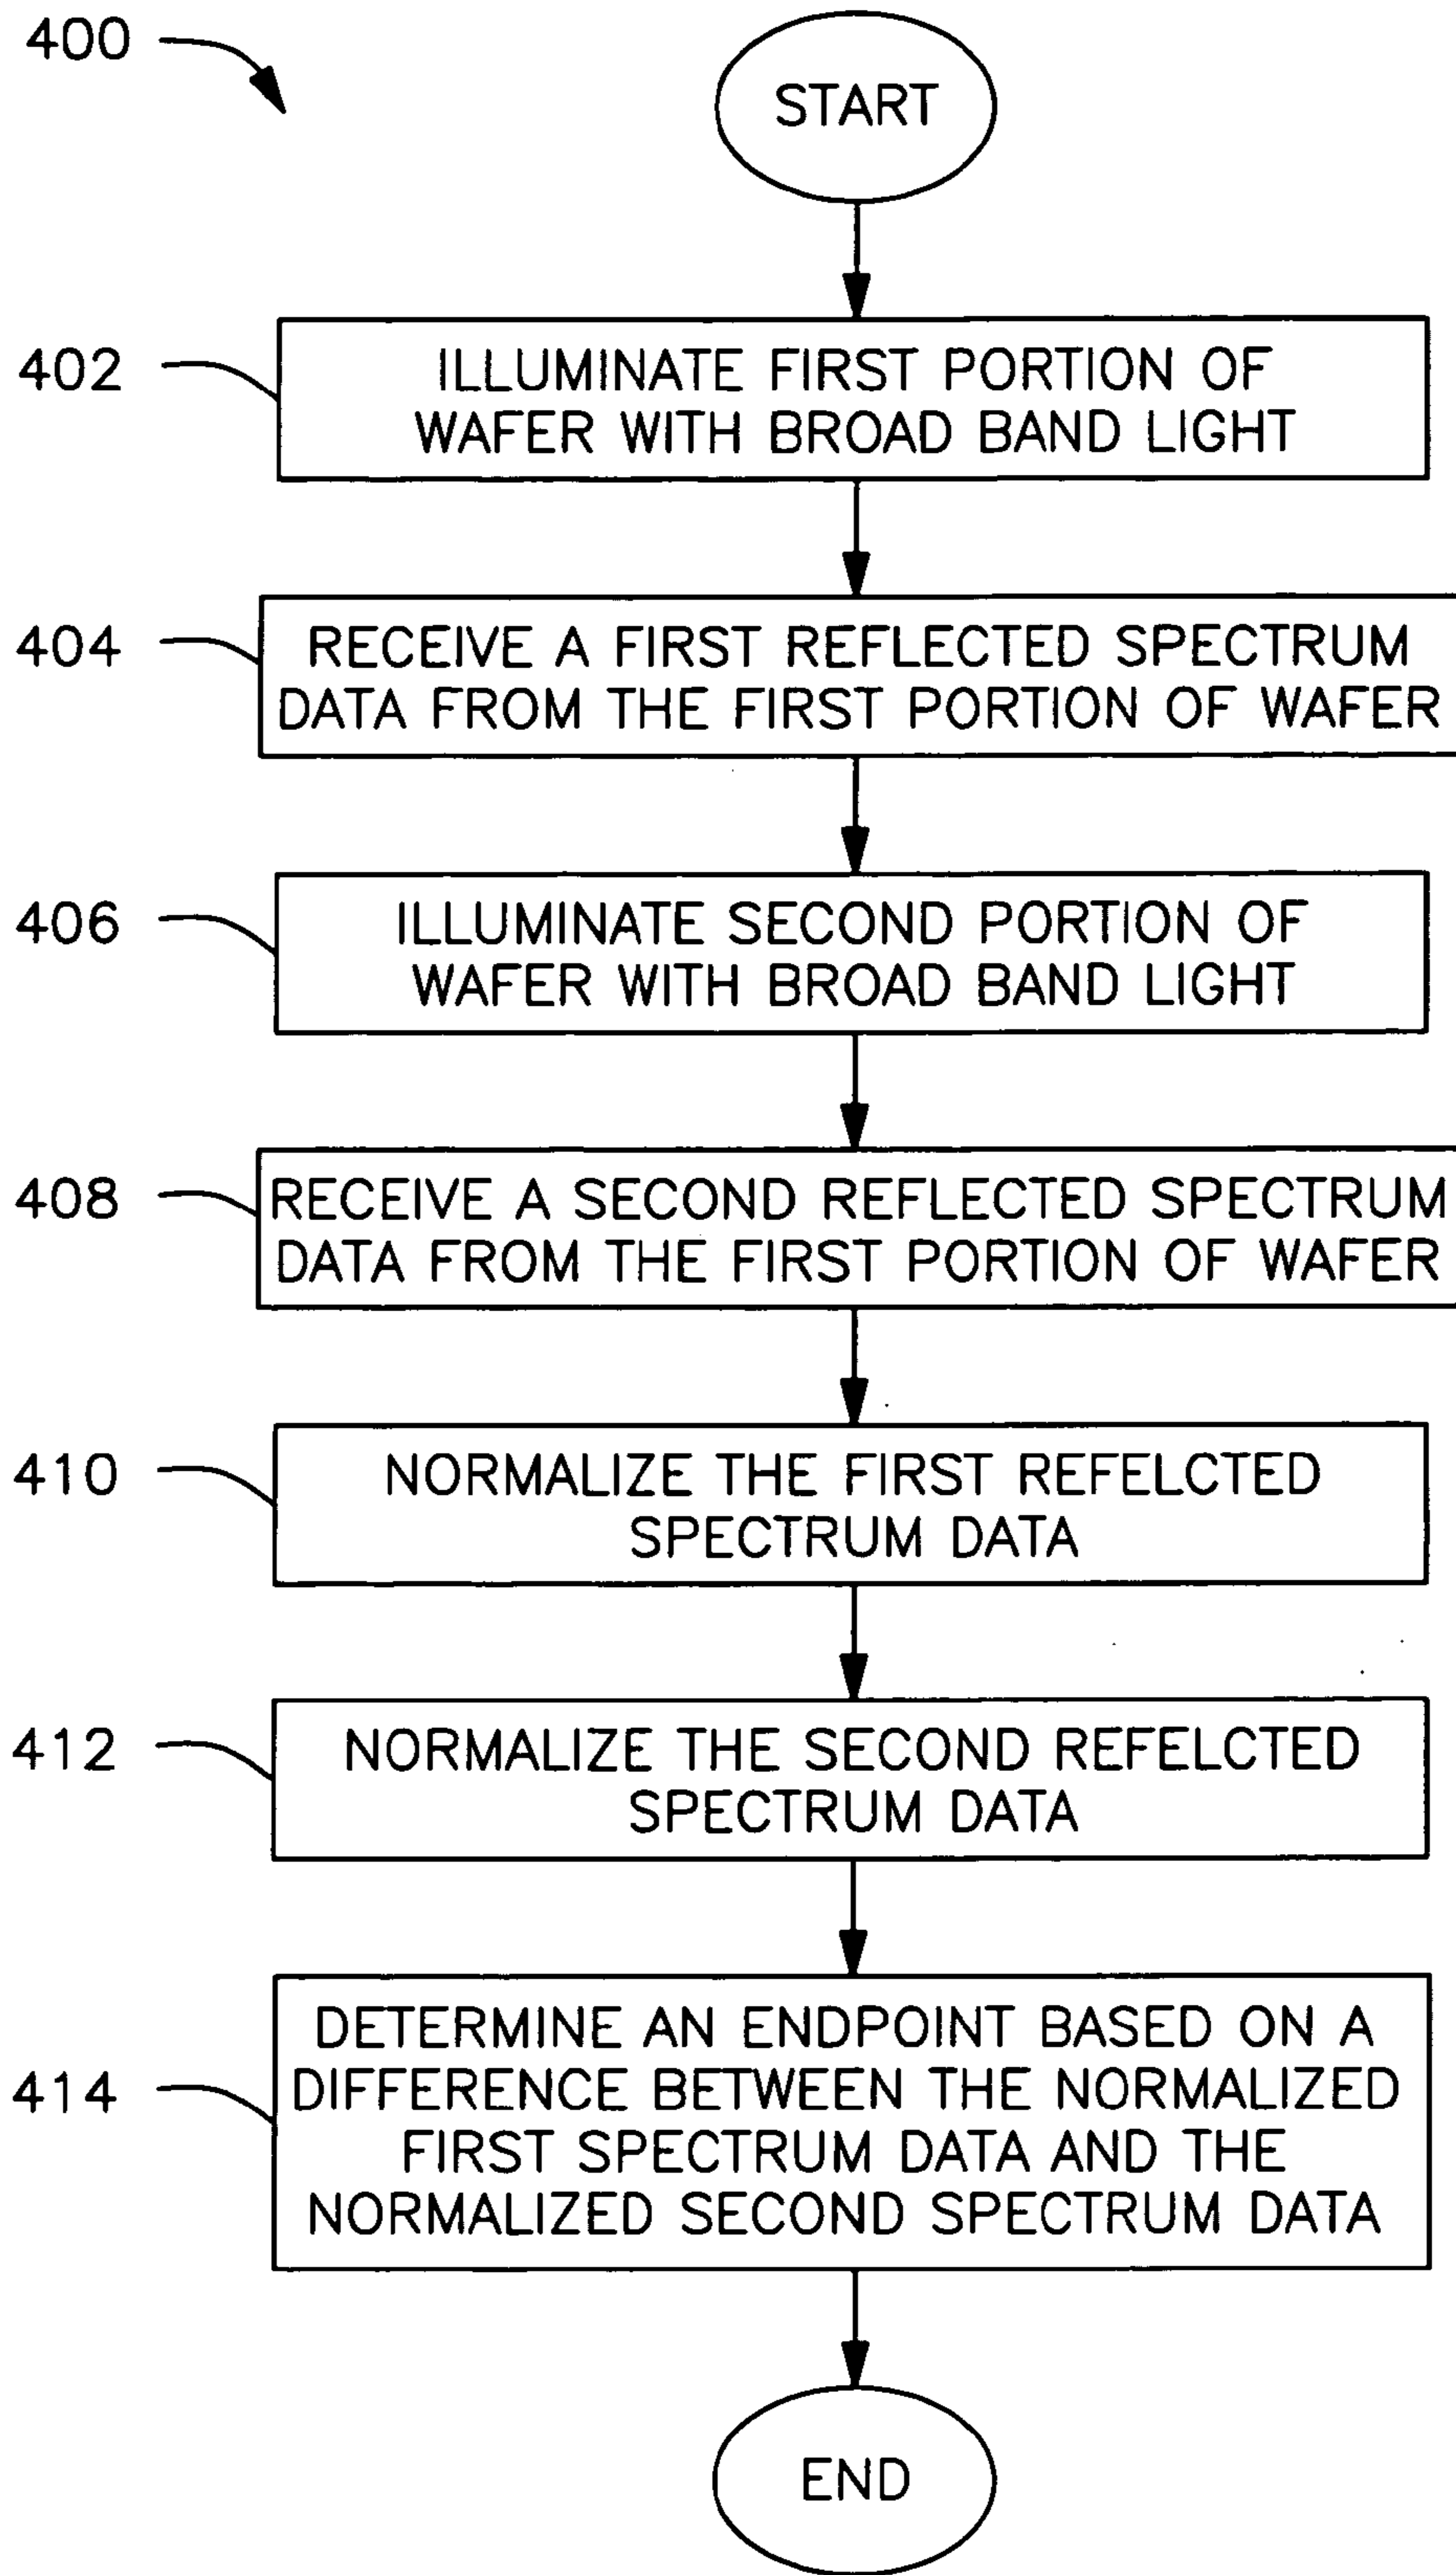 400
START
402
ILLUMINATE FIRST PORTION OF
WAFER WITH BROAD BAND LIGHT
404
RECEIVE A FIRST REFLECTED SPECTRUM
DATA FROM THE FIRST PORTION OF WAFER
406
ILLUMINATE SECOND PORTION OF
WAFER WITH BROAD BAND LIGHT
408
RECEIVE A SECOND REFLECTED SPECTRUM
DATA FROM THE FIRST PORTION OF WAFER
410
NORMALIZE THE FIRST REFELCTED
SPECTRUM DATA
412
NORMALIZE THE SECOND REFELCTED
SPECTRUM DATA
414
DETERMINE AN ENDPOINT BASED ON A
DIFFERENCE BETWEEN THE NORMALIZED
FIRST SPECTRUM DATA AND THE
NORMALIZED SECOND SPECTRUM DATA
END